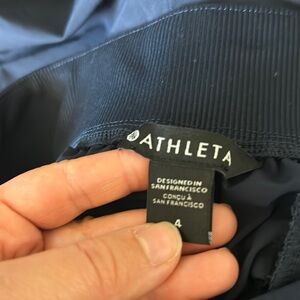 ATHLETA
DESIGNED IN
SAN FRANCISCO
CONÇU À
SAN FRANCISCO
4